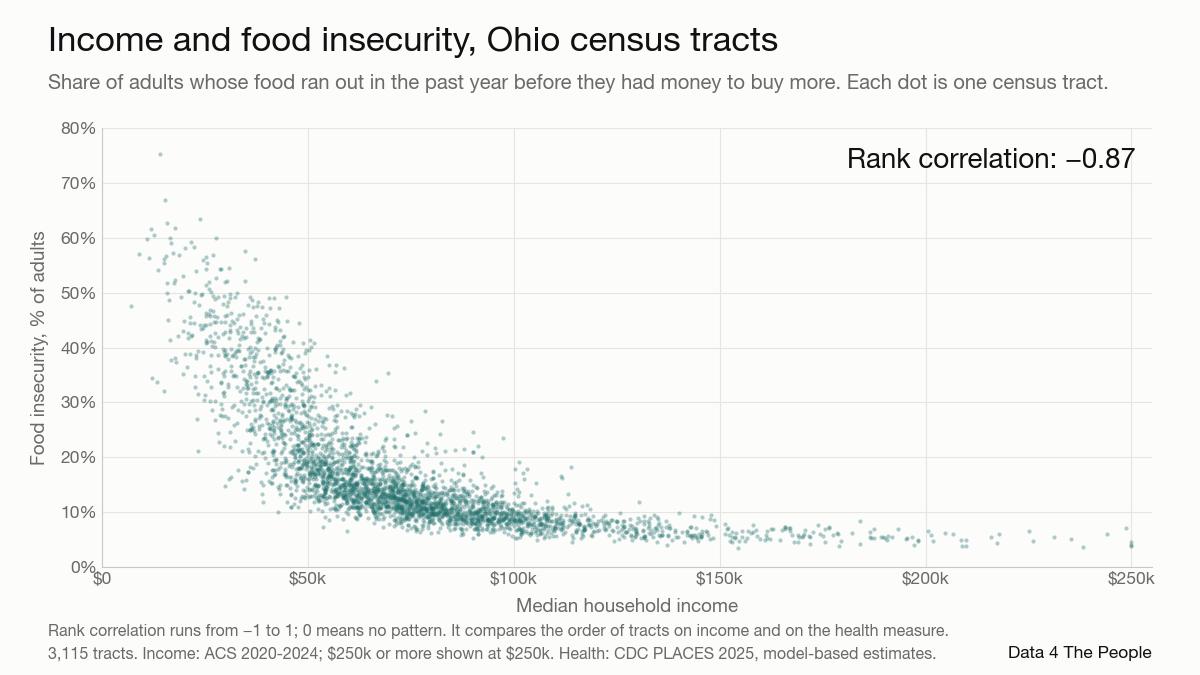 Income and food insecurity, Ohio census tracts
Share of adults whose food ran out in the past year before they had money to buy more. Each dot is one census tract.
Rank correlation: −0.87
Food insecurity, % of adults
80%
70%
60%
50%
40%
30%
20%
10%
0%
$0
$50k
$100k
$150k
$200k
$250k
Median household income
Rank correlation runs from −1 to 1; 0 means no pattern. It compares the order of tracts on income and on the health measure.
3,115 tracts. Income: ACS 2020-2024; $250k or more shown at $250k. Health: CDC PLACES 2025, model-based estimates.
Data 4 The People